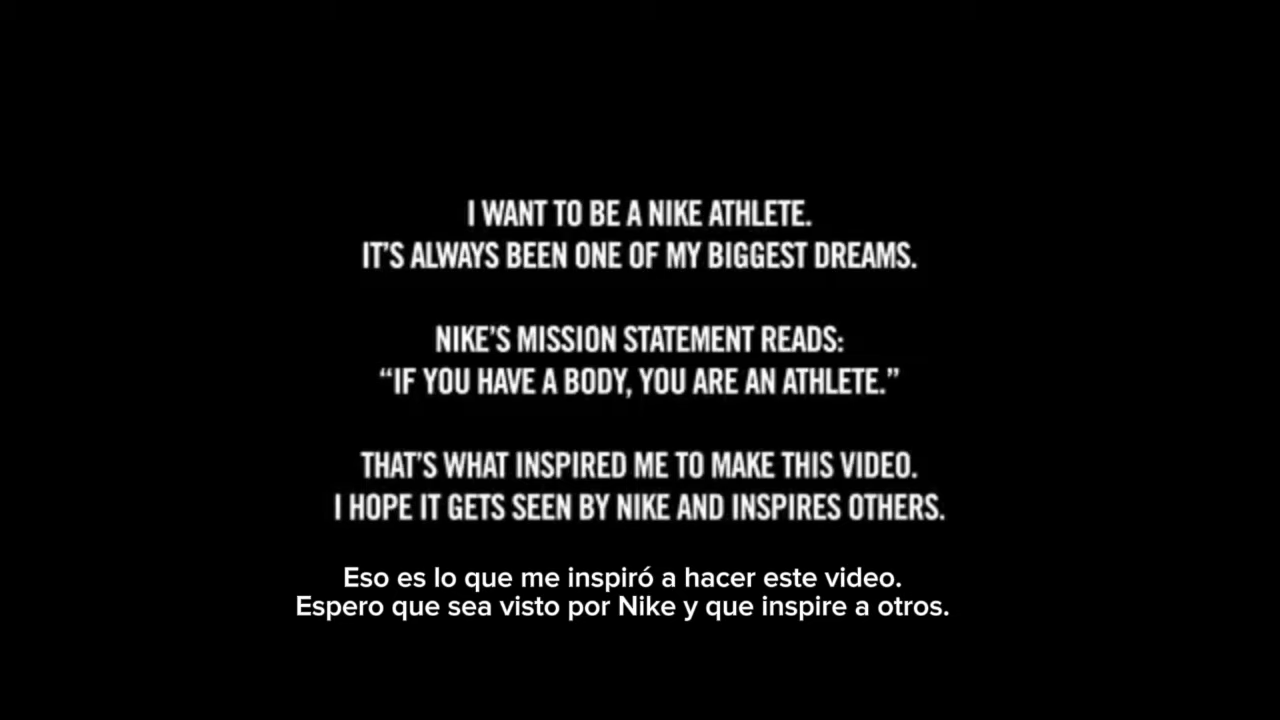 I WANT TO BE A NIKE ATHLETE.
IT'S ALWAYS BEEN ONE OF MY BIGGEST DREAMS.
NIKE'S MISSION STATEMENT READS:
“IF YOU HAVE A BODY, YOU ARE AN ATHLETE.”
THAT'S WHAT INSPIRED ME TO MAKE THIS VIDEO.
I HOPE IT GETS SEEN BY NIKE AND INSPIRES OTHERS.
Eso es lo que me inspiró a hacer este video.
Espero que sea visto por Nike y que inspire a otros.